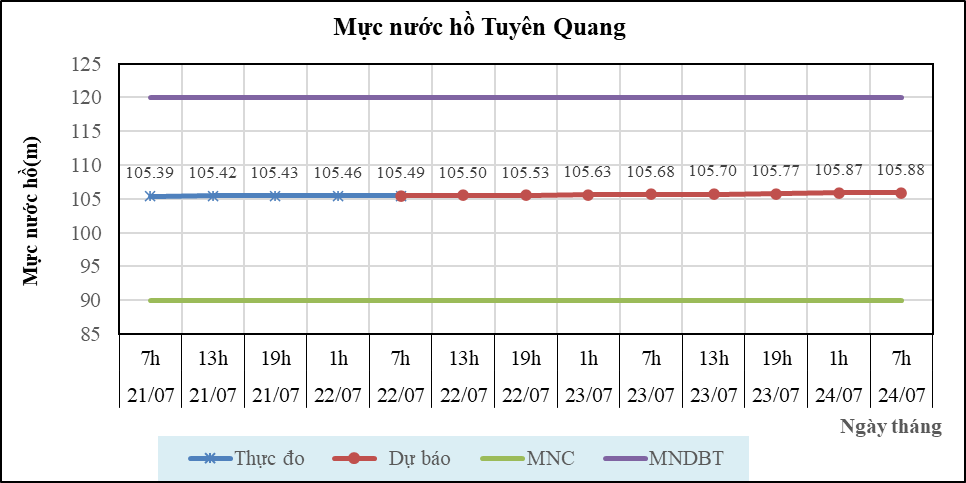 Mực nước hồ Tuyên Quang
Mực nước hồ(m)
125
120
115
110
105
100
95
90
85
105.39 105.42 105.43 105.46 105.49 105.50 105.53 105.63 105.68 105.70 105.77 105.87 105.88
7h 13h 19h 1h 7h 13h 19h 1h 7h 13h 19h 1h 7h
21/07 21/07 21/07 22/07 22/07 22/07 22/07 23/07 23/07 23/07 23/07 24/07 24/07
Ngày tháng
Thực đo Dự báo MNC MNDBT